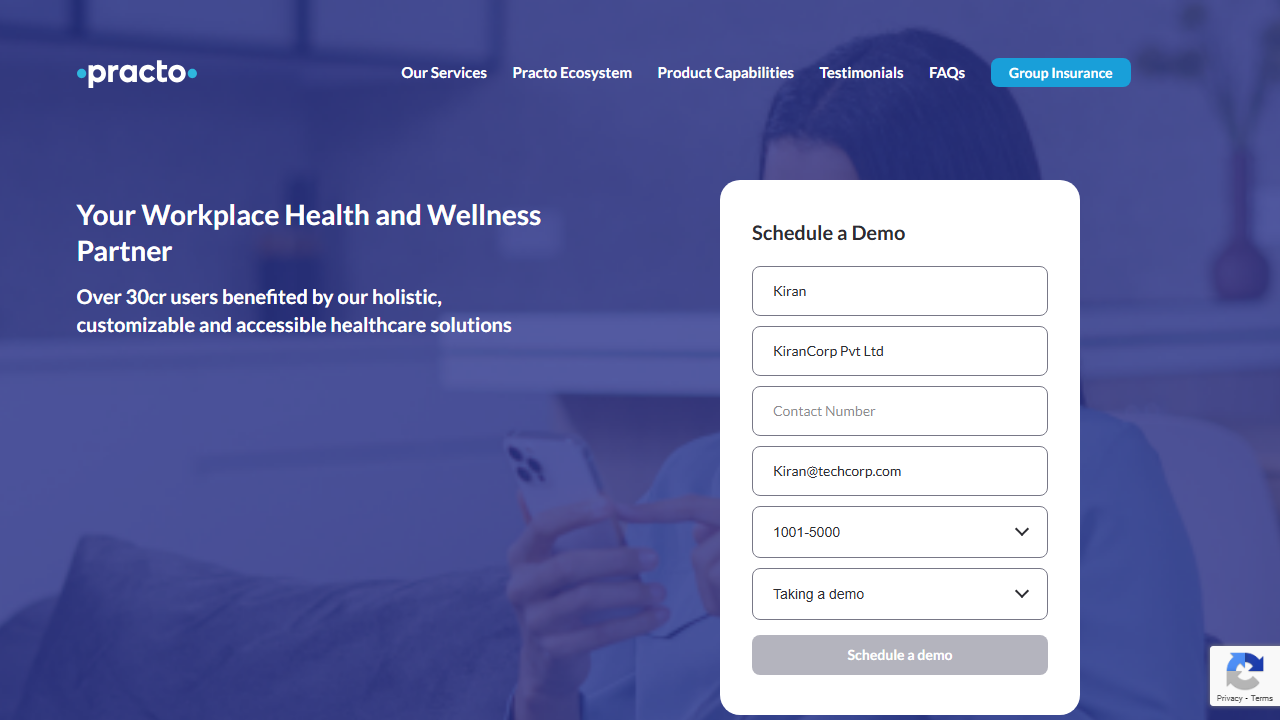 practo
Our Services
Practo Ecosystem
Product Capabilities
Testimonials
FAQs
Group Insurance
Your Workplace Health and Wellness
Partner
Over 30cr users benefited by our holistic,
customizable and accessible healthcare solutions
Schedule a Demo
Kiran
KiranCorp Pvt Ltd
Contact Number
Kiran@techcorp.com
1001-5000
Taking a demo
Schedule a demo
Privacy - Terms